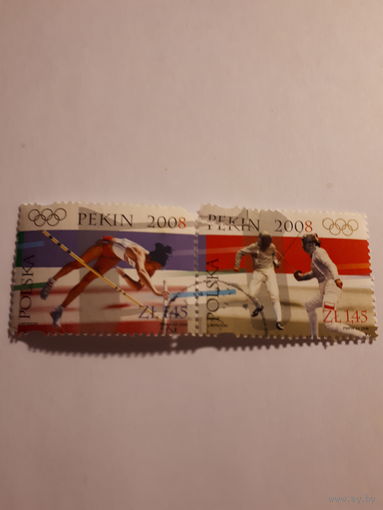 PEKIN 2008
POLSKA
ZŁ 1,45
PEKIN 2008
POLSKA
ZŁ 1,45